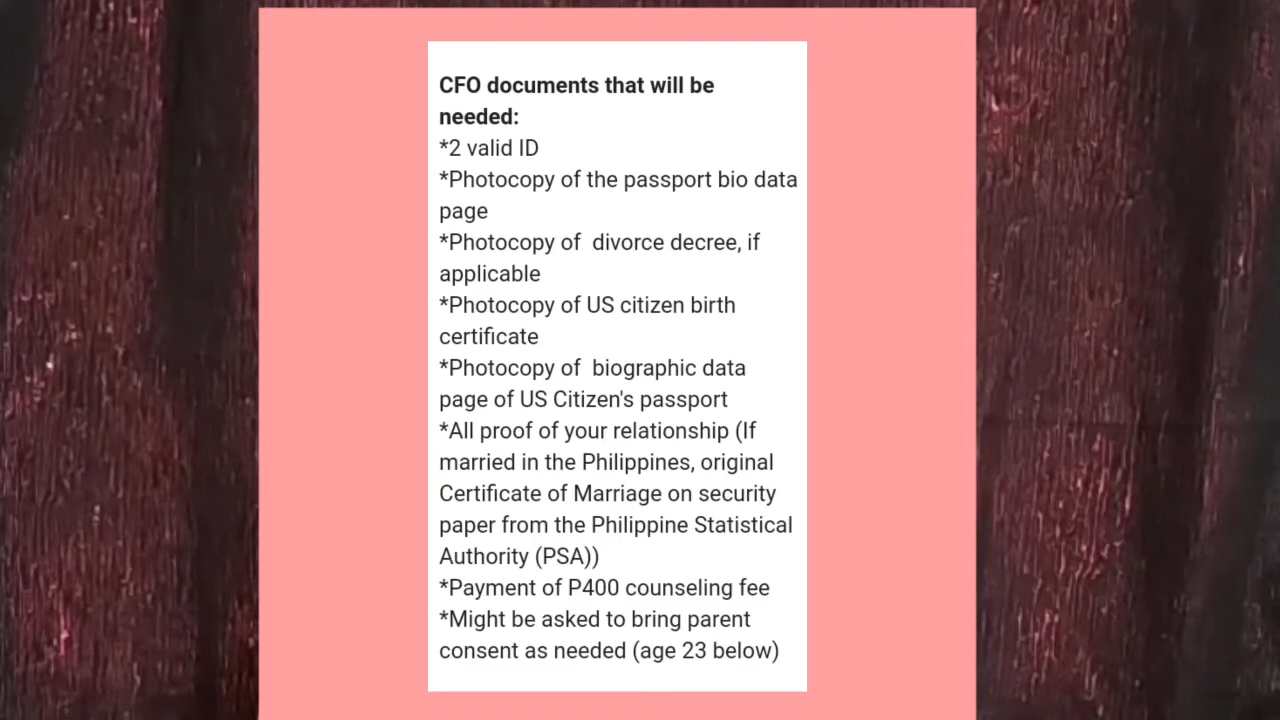 CFO documents that will be
needed:
*2 valid ID
*Photocopy of the passport bio data
page
*Photocopy of  divorce decree, if
applicable
*Photocopy of US citizen birth
certificate
*Photocopy of  biographic data
page of US Citizen's passport
*All proof of your relationship (If
married in the Philippines, original
Certificate of Marriage on security
paper from the Philippine Statistical
Authority (PSA))
*Payment of P400 counseling fee
*Might be asked to bring parent
consent as needed (age 23 below)